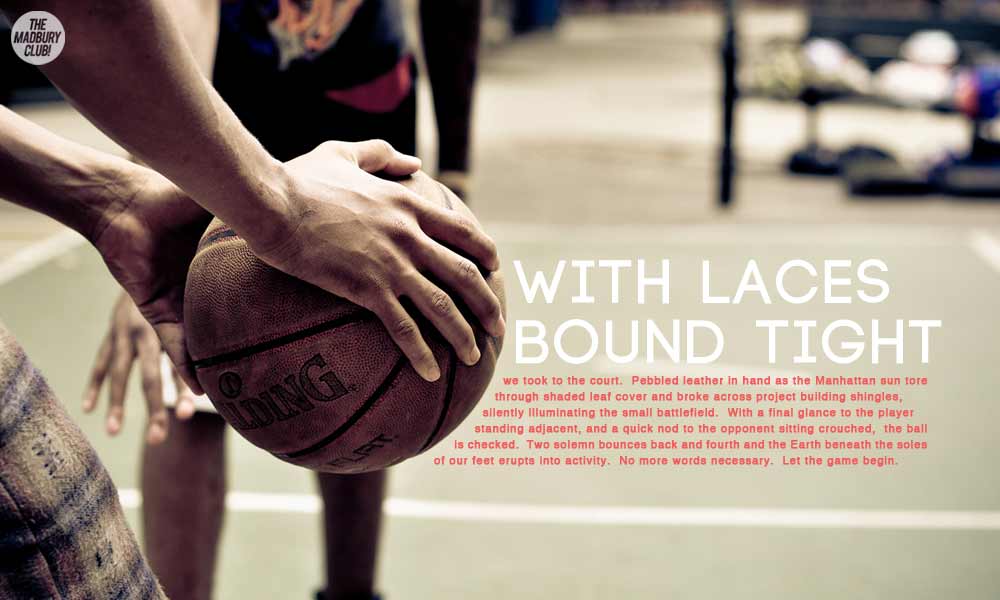 THE
MADBURY
CLUB!
WITH LACES
BOUND TIGHT
we took to the court. Pebbled leather in hand as the Manhattan sun tore
through shaded leaf cover and broke across project building shingles,
silently illuminating the small battlefield. With a final glance to the player
standing adjacent, and a quick nod to the opponent sitting crouched, the ball
is checked. Two solemn bounces back and fourth and the Earth beneath the soles
of our feet erupts into activity. No more words necessary. Let the game begin.